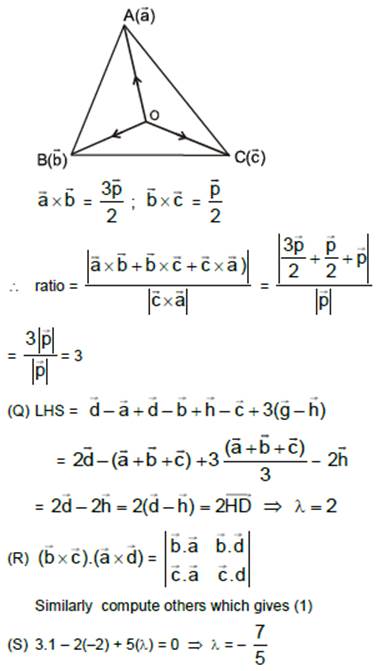 A(a⃗)
O
B(b⃗) C(c⃗)
a⃗ × b⃗ = 3p⃗/2 ; b⃗ × c⃗ = p⃗/2
∴ ratio = |a⃗ × b⃗ + b⃗ × c⃗ + c⃗ × a⃗)| / |c⃗ × a⃗| = |3p⃗/2 + p⃗/2 + p⃗| / |p⃗|
= 3|p⃗| / |p⃗| = 3
(Q) LHS = d⃗ − a⃗ + d⃗ − b⃗ + h⃗ − c⃗ + 3(g⃗ − h⃗)
= 2d⃗ − (a⃗ + b⃗ + c⃗) + 3 (a⃗ + b⃗ + c⃗)/3 − 2h⃗
= 2d⃗ − 2h⃗ = 2(d⃗ − h⃗) = 2HD⃗ ⇒ λ = 2
(R) (b⃗ × c⃗).(a⃗ × d⃗) = |b⃗.a⃗ b⃗.d⃗|
|c⃗.a⃗ c⃗.d|
Similarly compute others which gives (1)
(S) 3.1 − 2(−2) + 5(λ) = 0 ⇒ λ = − 7/5